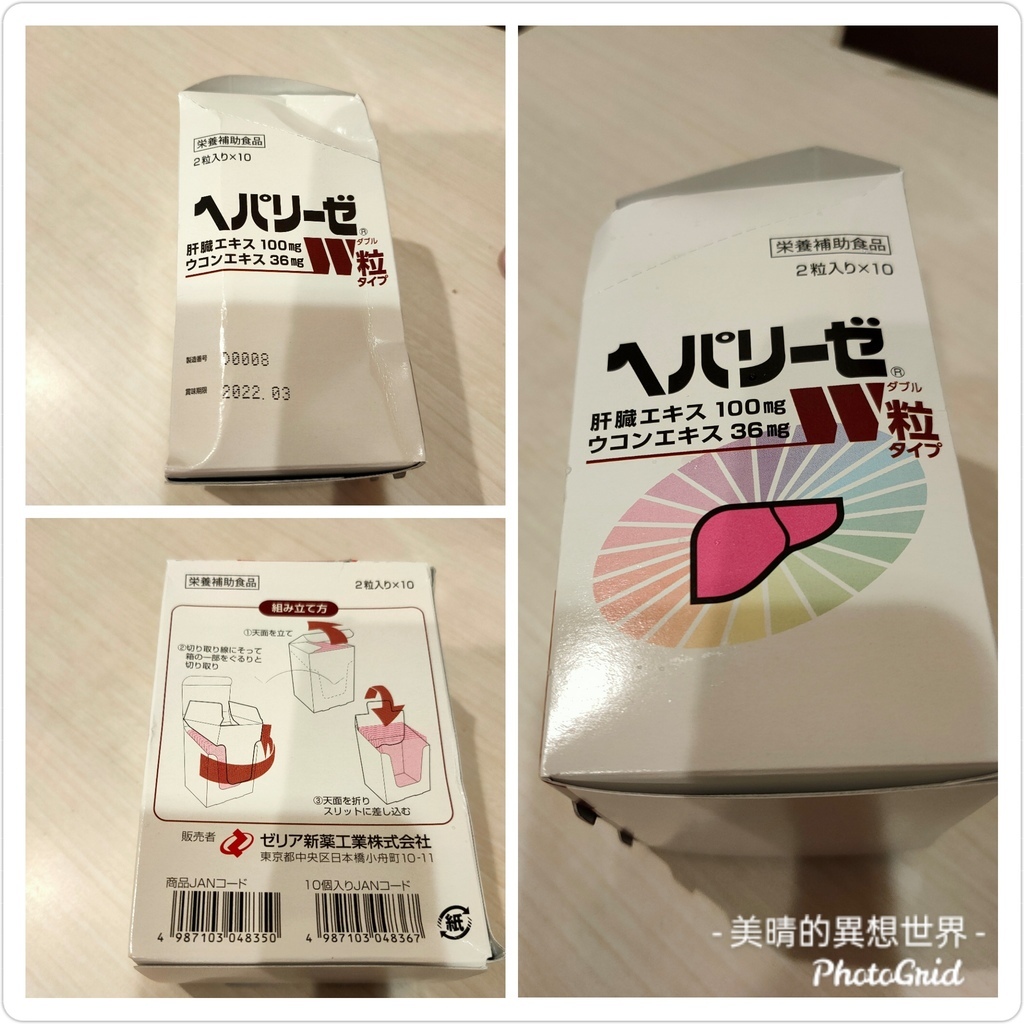 栄養補助食品
2粒入り×10
ヘパリーゼ®
肝臓エキス 100mg
ウコンエキス 36mg
W
ダブル
粒
タイプ
製造番号 D0008
賞味期限 2022.03
栄養補助食品
2粒入り×10
組み立て方
①天面を立て
②切り取り線にそって
箱の一部をぐるりと
切り取り
③天面を折り
スリットに差し込む
販売者
ゼリア新薬工業株式会社
東京都中央区日本橋小舟町10-11
商品JANコード
10個入りJANコード
4 987103 048350
4 987103 048367
紙
栄養補助食品
2粒入り×10
ヘパリーゼ®
肝臓エキス 100mg
ウコンエキス 36mg
W
ダブル
粒
タイプ
- 美晴的異想世界 -
PhotoGrid